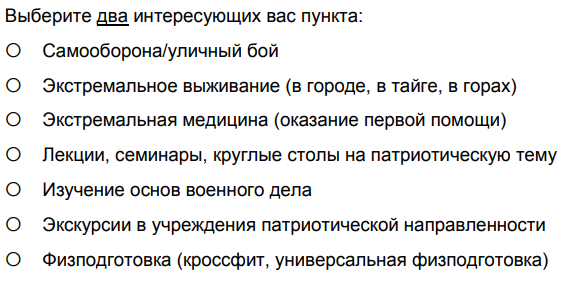 Выберите два интересующих вас пункта:
Самооборона/уличный бой
Экстремальное выживание (в городе, в тайге, в горах)
Экстремальная медицина (оказание первой помощи)
Лекции, семинары, круглые столы на патриотическую тему
Изучение основ военного дела
Экскурсии в учреждения патриотической направленности
Физподготовка (кроссфит, универсальная физподготовка)